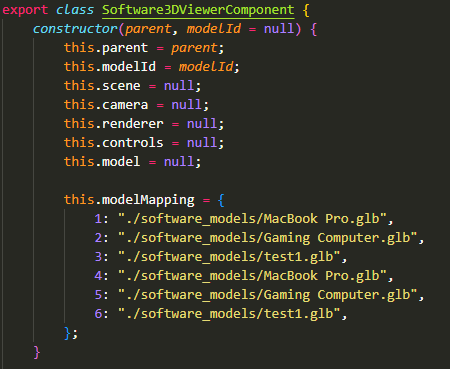 export class Software3DViewerComponent {
    constructor(parent, modelId = null) {
        this.parent = parent;
        this.modelId = modelId;
        this.scene = null;
        this.camera = null;
        this.renderer = null;
        this.controls = null;
        this.model = null;

        this.modelMapping = {
            1: "./software_models/MacBook Pro.glb",
            2: "./software_models/Gaming Computer.glb",
            3: "./software_models/test1.glb",
            4: "./software_models/MacBook Pro.glb",
            5: "./software_models/Gaming Computer.glb",
            6: "./software_models/test1.glb",
        };
    }